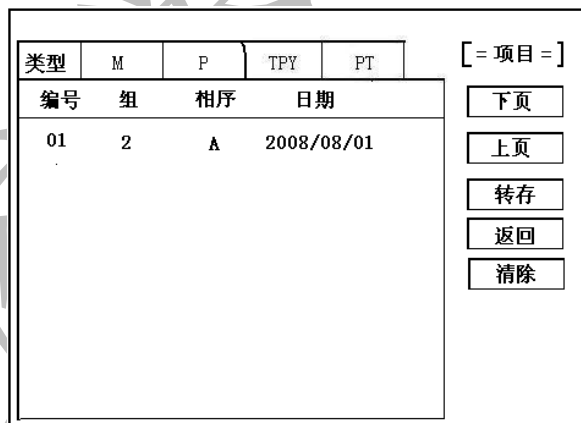 类型 M P TPY PT
编号 组 相序 日期
01 2 A 2008/08/01
[= 项目 =]
下页
上页
转存
返回
清除